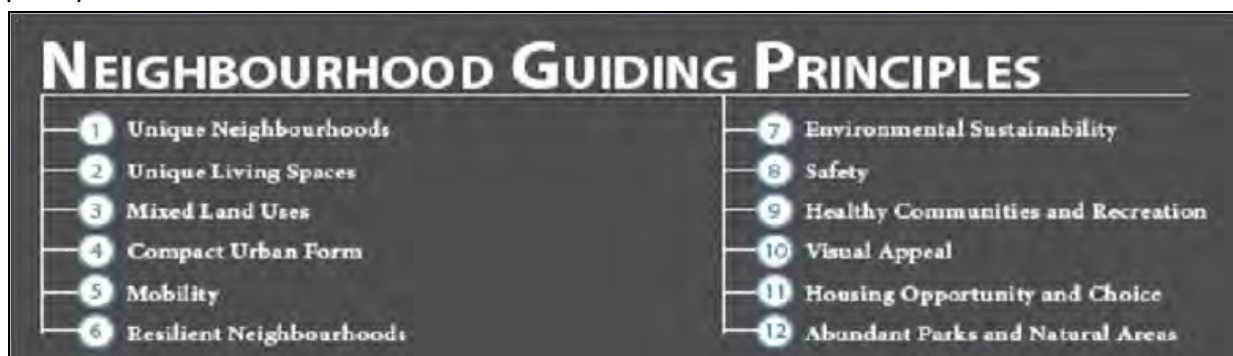 NEIGHBOURHOOD GUIDING PRINCIPLES
1 Unique Neighbourhoods
2 Unique Living Spaces
3 Mixed Land Uses
4 Compact Urban Form
5 Mobility
6 Resilient Neighbourhoods
7 Environmental Sustainability
8 Safety
9 Healthy Communities and Recreation
10 Visual Appeal
11 Housing Opportunity and Choice
12 Abundant Parks and Natural Areas